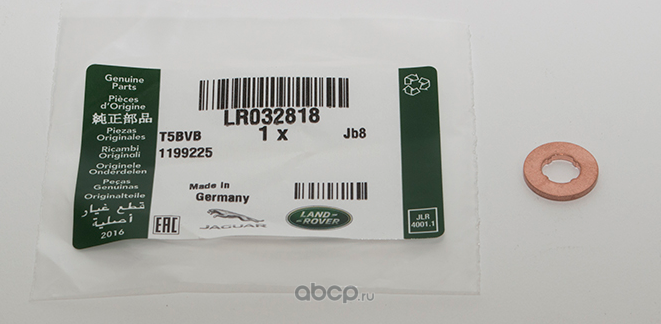 Genuine
Parts
Pièces
d'Origine
純正部品
Piezas
Originales
Ricambi
Originali
Originele
Onderdelen
Peças
Genuinas
Originalteile
قطع غيار
أصلية
2016
LR032818
T5BVB
1 x
Jb8
1199225
Made in
Germany
EAC
JAGUAR
LAND-
ROVER
JLR
4001.1
abcp.ru